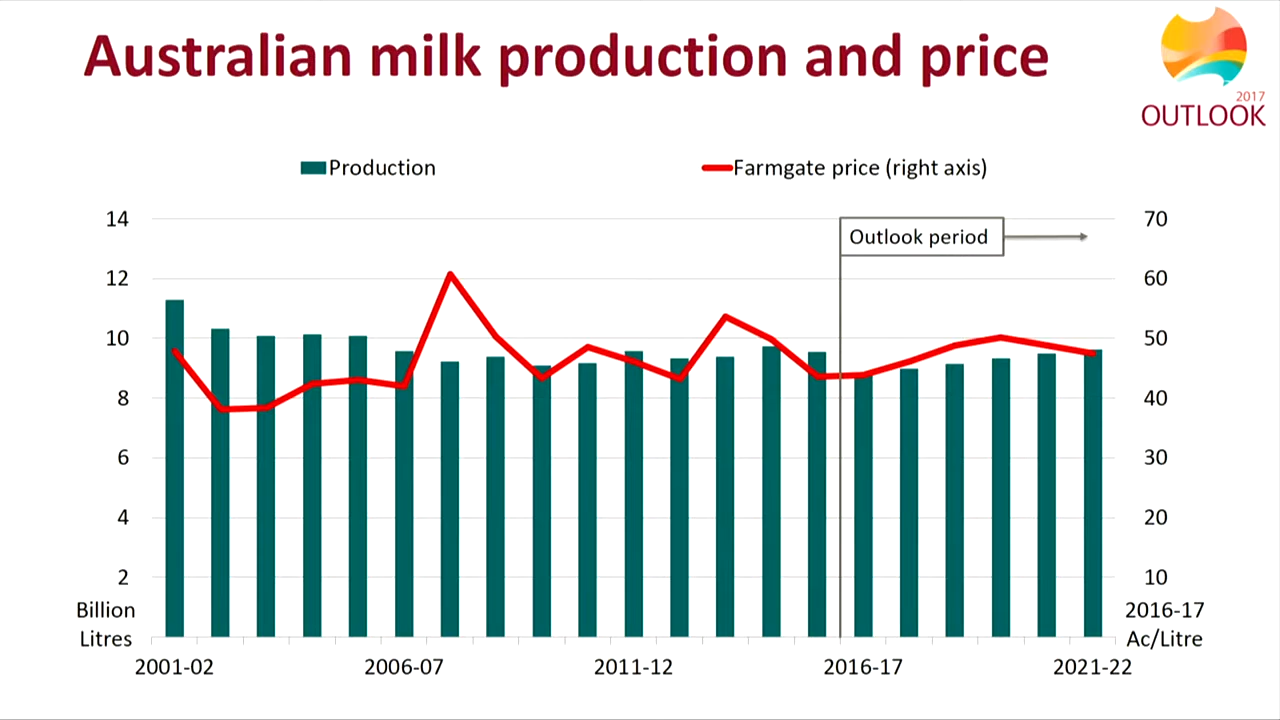 Australian milk production and price
2017
OUTLOOK
Production
Farmgate price (right axis)
14
12
10
8
6
4
2
Billion
Litres
Outlook period
70
60
50
40
30
20
10
2016-17
Ac/Litre
2001-02
2006-07
2011-12
2016-17
2021-22